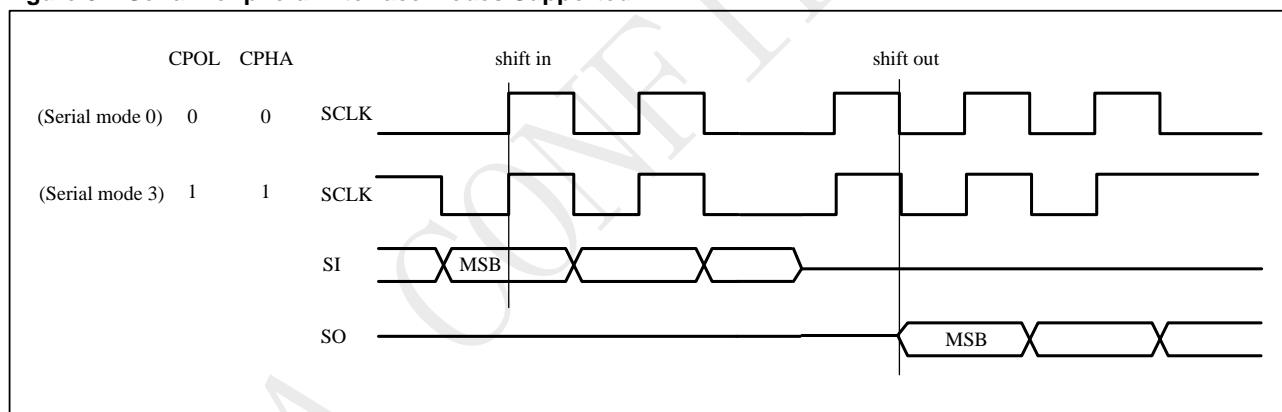 CPOL CPHA shift in shift out
(Serial mode 0) 0 0 SCLK
(Serial mode 3) 1 1 SCLK
SI MSB
SO MSB